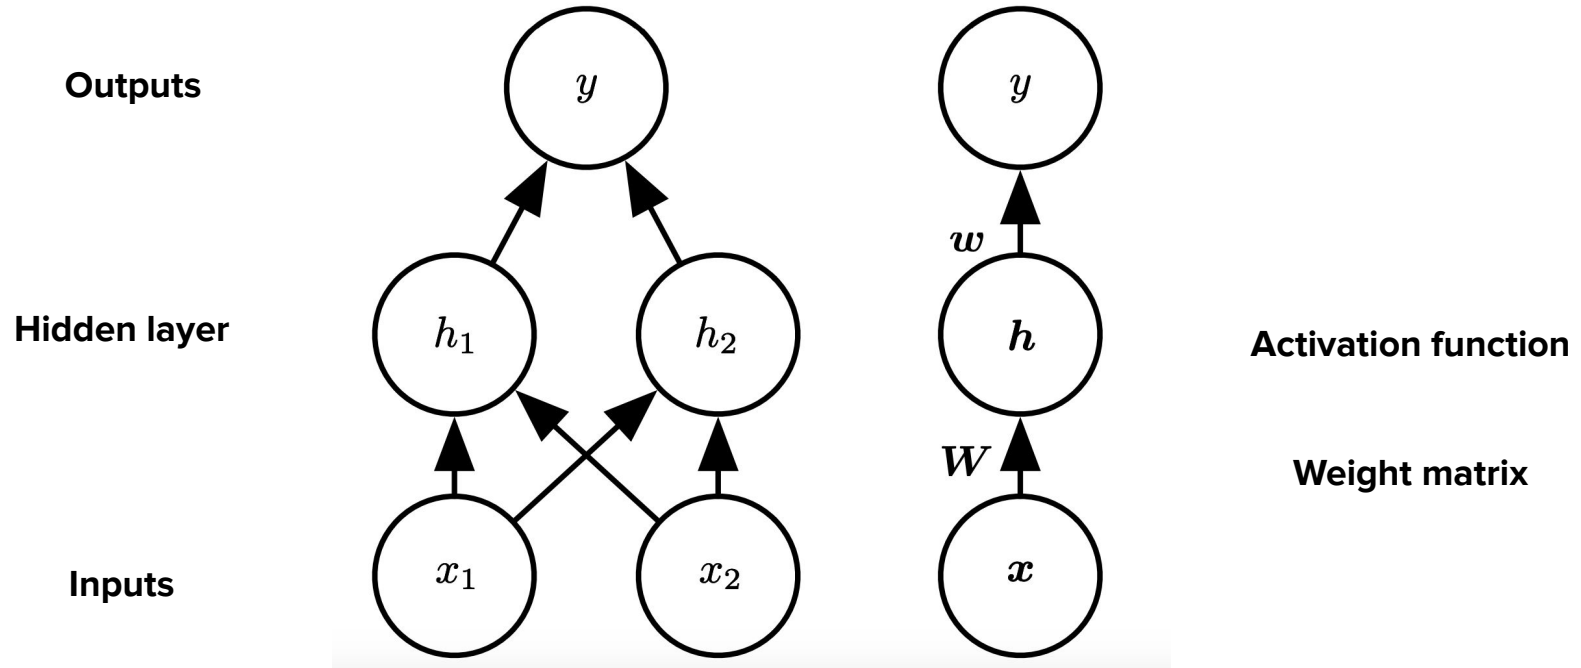 Outputs
y
y
w
Hidden layer
h₁
h₂
h
Activation function
W
Weight matrix
Inputs
x₁
x₂
x